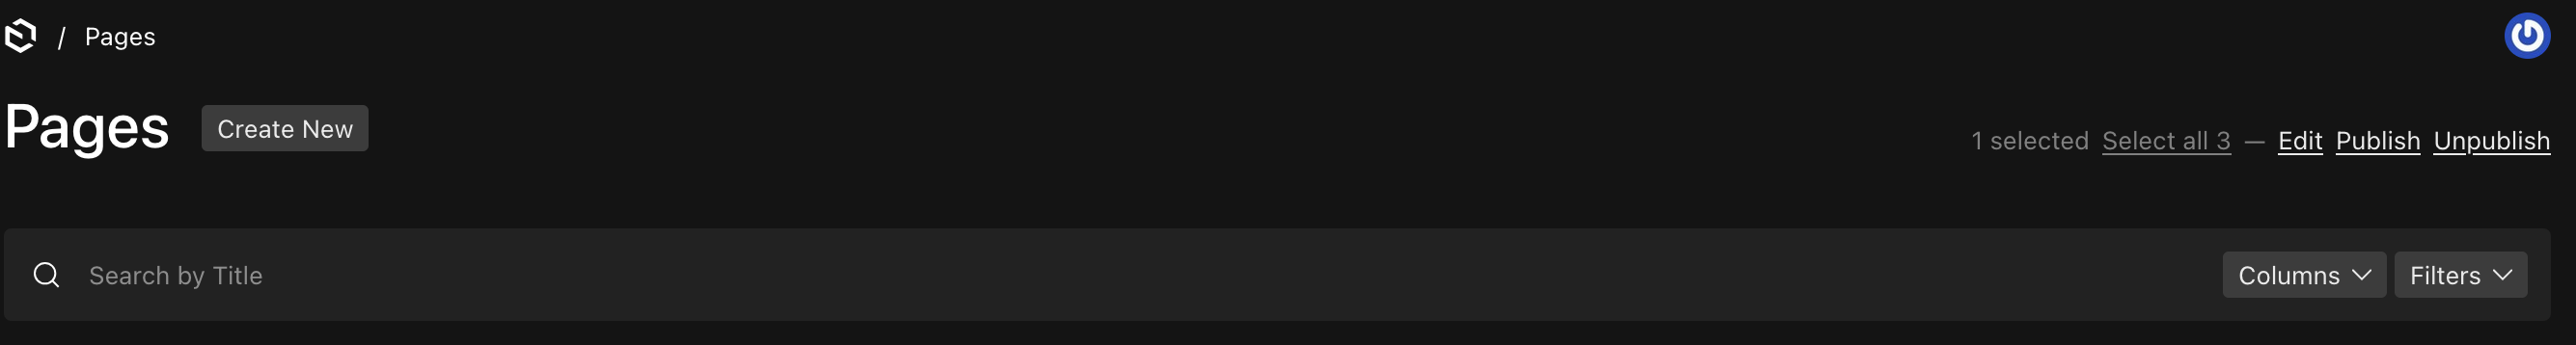 / Pages
Pages Create New
1 selected Select all 3 — Edit Publish Unpublish
Search by Title Columns Filters